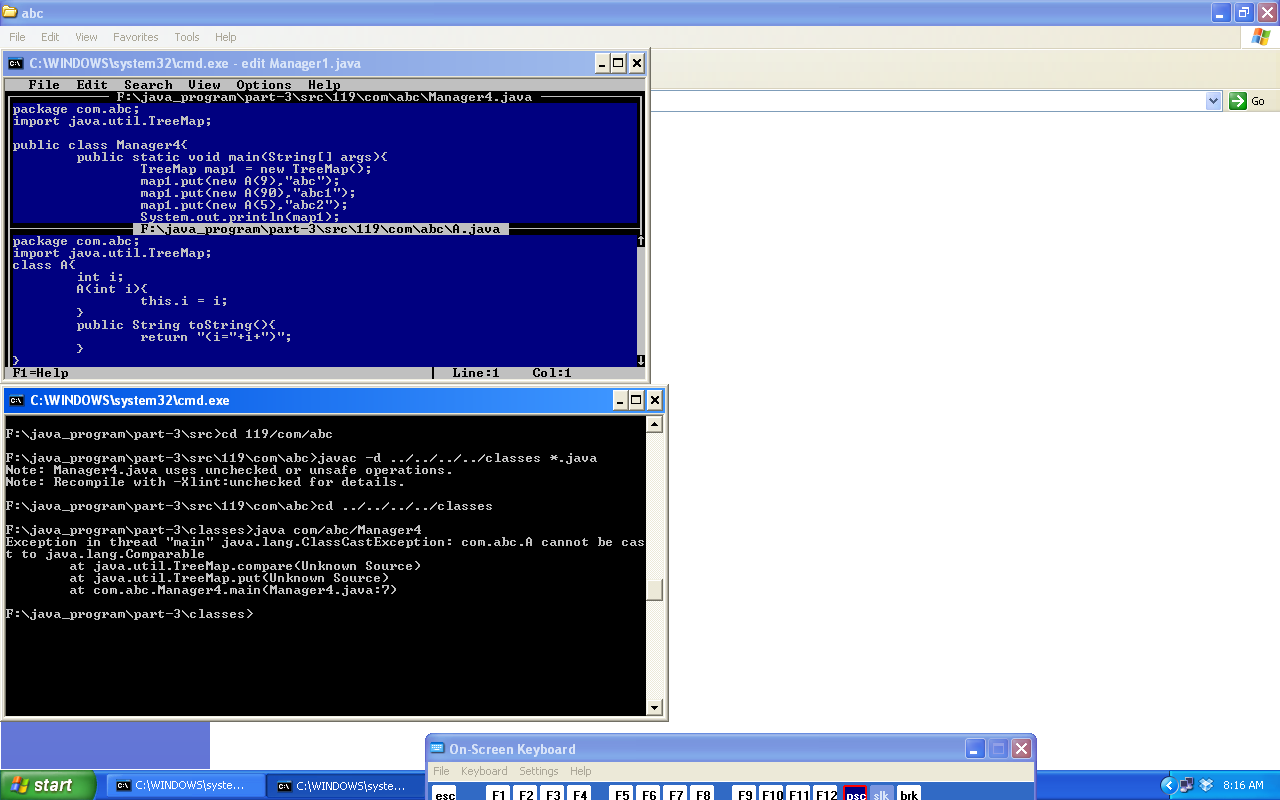 abc
File Edit View Favorites Tools Help
C:\WINDOWS\system32\cmd.exe - edit Manager1.java
File Edit Search View Options Help
F:\java_program\part-3\src\119\com\abc\Manager4.java
package com.abc;
import java.util.TreeMap;
public class Manager4{
public static void main(String[] args){
TreeMap map1 = new TreeMap();
map1.put(new A(9),"abc");
map1.put(new A(90),"abc1");
map1.put(new A(5),"abc2");
System.out.println(map1);
F:\java_program\part-3\src\119\com\abc\A.java
package com.abc;
import java.util.TreeMap;
class A{
int i;
A(int i){
this.i = i;
}
public String toString(){
return "(i="+i+")";
}
}
F1=Help Line:1 Col:1
Go
C:\WINDOWS\system32\cmd.exe
F:\java_program\part-3\src>cd 119/com/abc
F:\java_program\part-3\src\119\com\abc>javac -d ../../../../classes *.java
Note: Manager4.java uses unchecked or unsafe operations.
Note: Recompile with -Xlint:unchecked for details.
F:\java_program\part-3\src\119\com\abc>cd ../../../../classes
F:\java_program\part-3\classes>java com/abc/Manager4
Exception in thread "main" java.lang.ClassCastException: com.abc.A cannot be cas
t to java.lang.Comparable
at java.util.TreeMap.compare(Unknown Source)
at java.util.TreeMap.put(Unknown Source)
at com.abc.Manager4.main(Manager4.java:7)
F:\java_program\part-3\classes>
On-Screen Keyboard
File Keyboard Settings Help
esc F1 F2 F3 F4 F5 F6 F7 F8 F9 F10 F11 F12 psc slk brk
start C:\WINDOWS\syste... C:\WINDOWS\syste... 8:16 AM